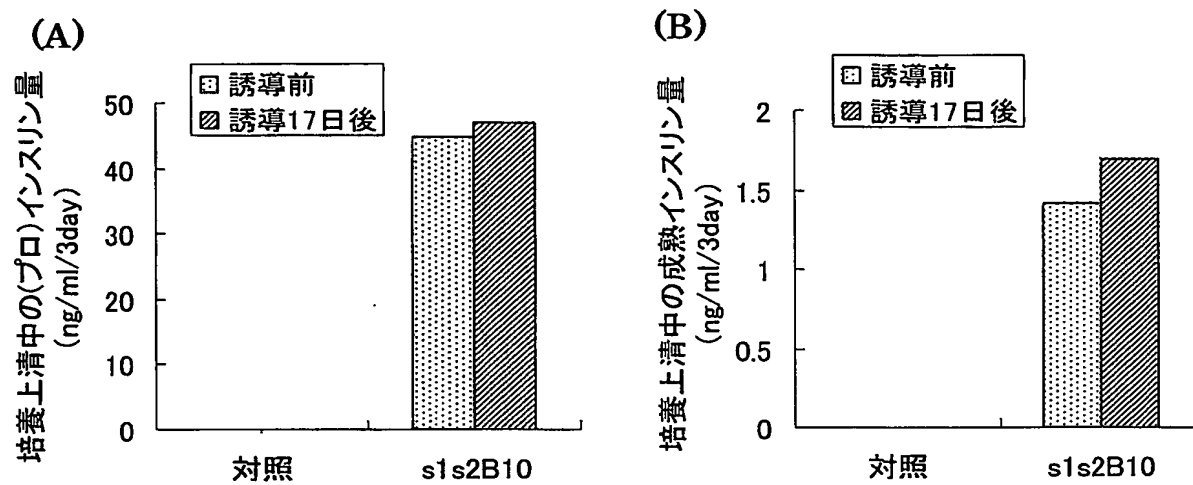 (A)
誘導前
誘導17日後
培養上清中の(プロ)インスリン量
(ng/ml/3day)
50
40
30
20
10
0
対照
s1s2B10
(B)
誘導前
誘導17日後
培養上清中の成熟インスリン量
(ng/ml/3day)
2
1.5
1
0.5
0
対照
s1s2B10